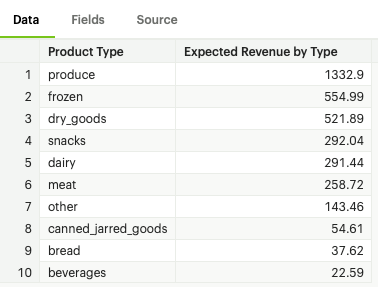 Data Fields Source
Product Type Expected Revenue by Type
1 produce 1332.9
2 frozen 554.99
3 dry_goods 521.89
4 snacks 292.04
5 dairy 291.44
6 meat 258.72
7 other 143.46
8 canned_jarred_goods 54.61
9 bread 37.62
10 beverages 22.59